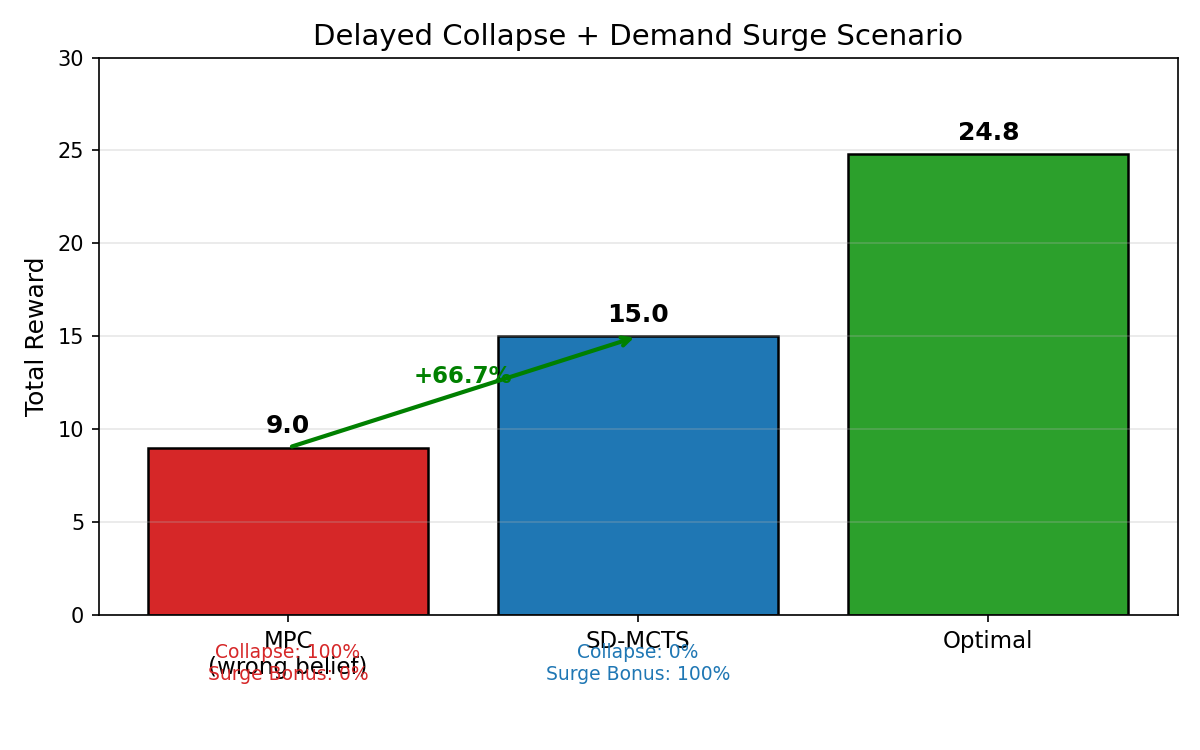 Delayed Collapse + Demand Surge Scenario
Total Reward
30
25
20
15
10
5
0
9.0
+66.7%
15.0
24.8
MPC
(wrong belief)
Collapse: 100%
Surge Bonus: 0%
SD-MCTS
Collapse: 0%
Surge Bonus: 100%
Optimal